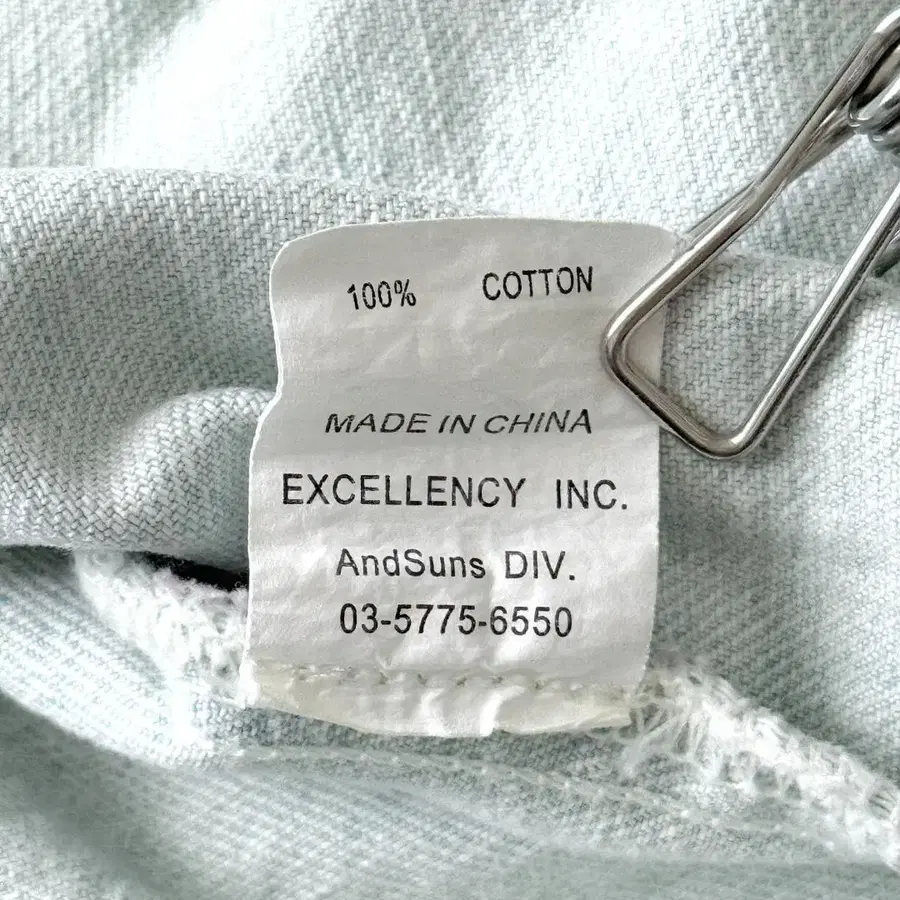 100% COTTON
MADE IN CHINA
EXCELLENCY INC.
AndSuns DIV.
03-5775-6550